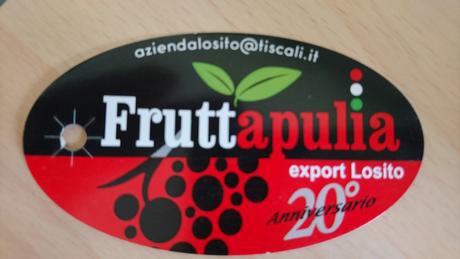 aziendalosito@tiscali.it
Fruttapulia
export Losito
20°
Anniversario